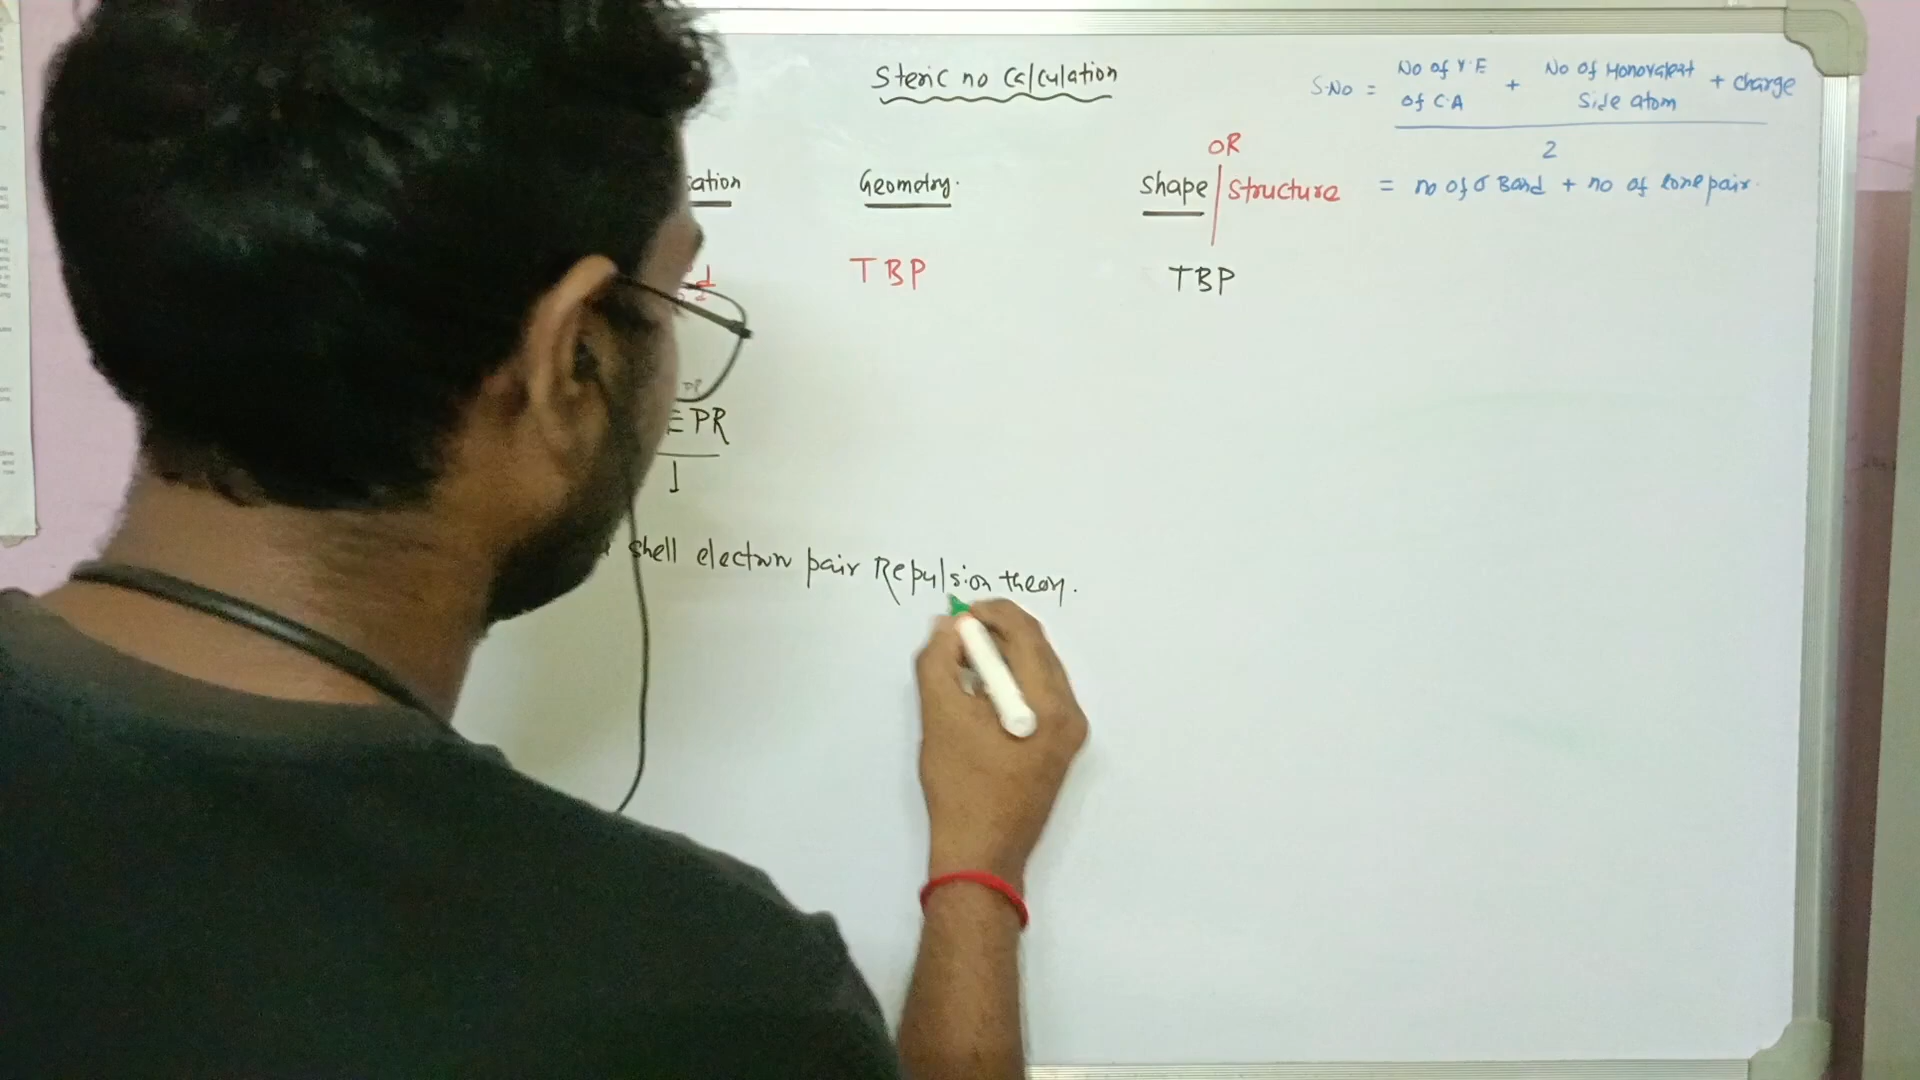 Steric no Calculation
S.No = No of V.E of C.A + No of Monovalent Side atom + charge
2
= no of σ Bond + no of lone pair.
OR
sation Geometry. Shape | Structure
d TBP TBP
EPR
shell electron pair Repulsion theory.